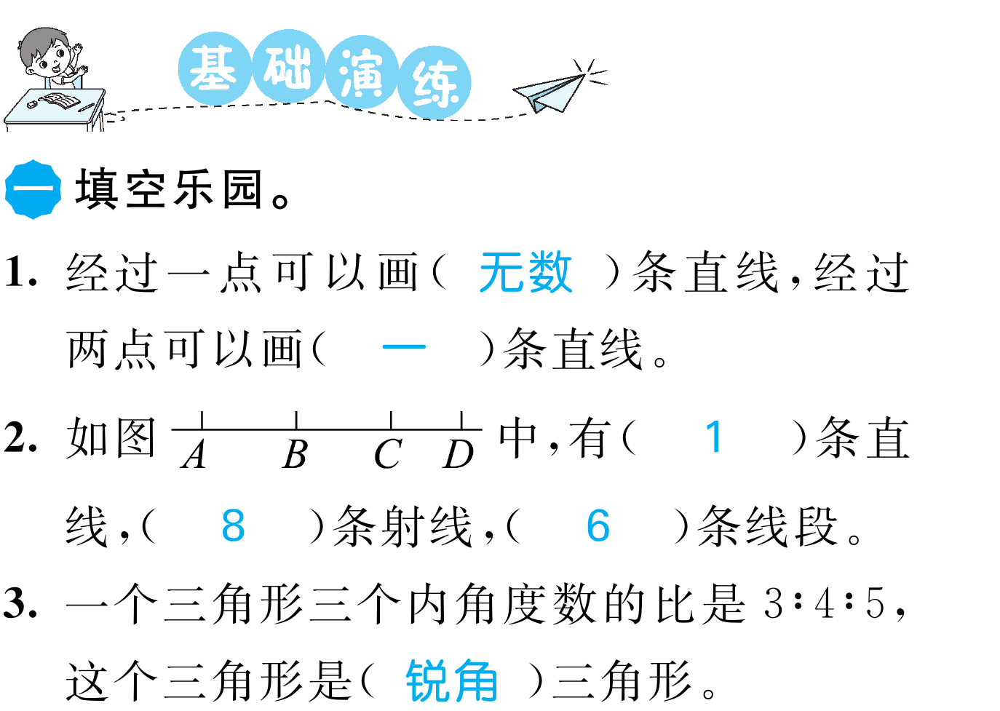 基础演练
一 填空乐园。
1. 经过一点可以画( 无数 )条直线,经过
两点可以画( 一 )条直线。
2. 如图 A B C D 中,有( 1 )条直
线,( 8 )条射线,( 6 )条线段。
3. 一个三角形三个内角度数的比是 3∶4∶5,
这个三角形是( 锐角 )三角形。